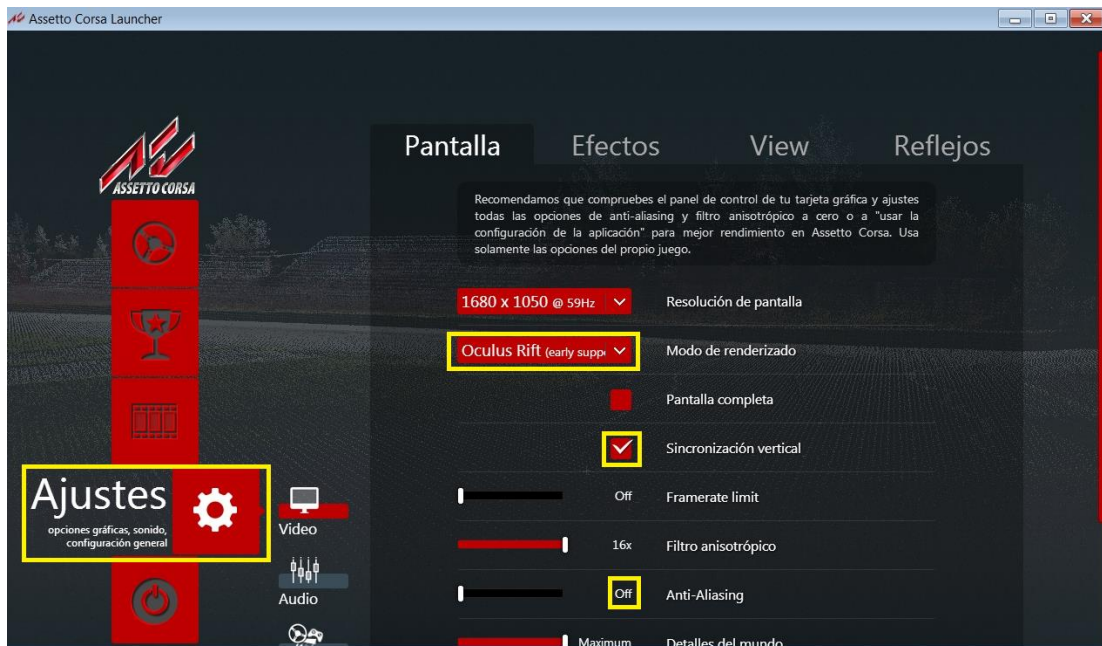 Assetto Corsa Launcher
ASSETTO CORSA
Pantalla
Efectos
View
Reflejos
Recomendamos que compruebes el panel de control de tu tarjeta gráfica y ajustes
todas las opciones de anti-aliasing y filtro anisotrópico a cero o a "usar la
configuración de la aplicación" para mejor rendimiento en Assetto Corsa. Usa
solamente las opciones del propio juego.
1680 x 1050 @ 59Hz
Resolución de pantalla
Oculus Rift (early supp
Modo de renderizado
Pantalla completa
Sincronización vertical
Ajustes
opciones gráficas, sonido,
configuración general
Video
Off
Framerate limit
16x
Filtro anisotrópico
Audio
Off
Anti-Aliasing
Maximum
Detalles del mundo